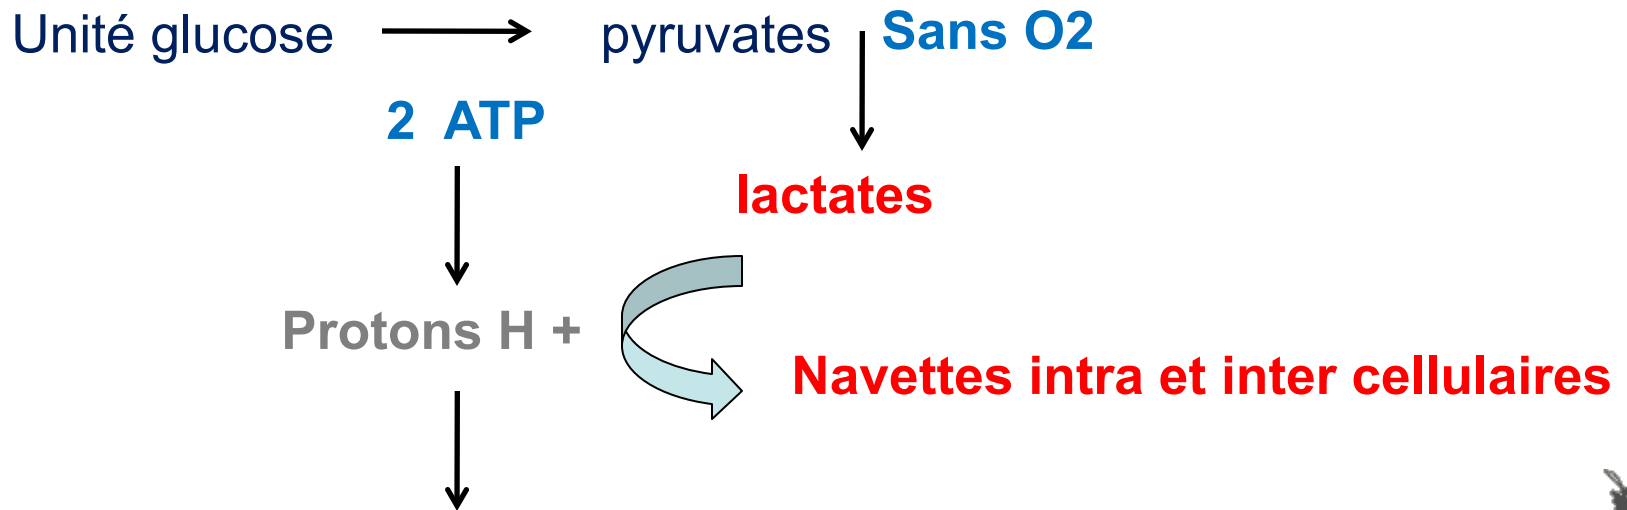 Unité glucose
pyruvates
Sans O2
2 ATP
lactates
Protons H +
Navettes intra et inter cellulaires